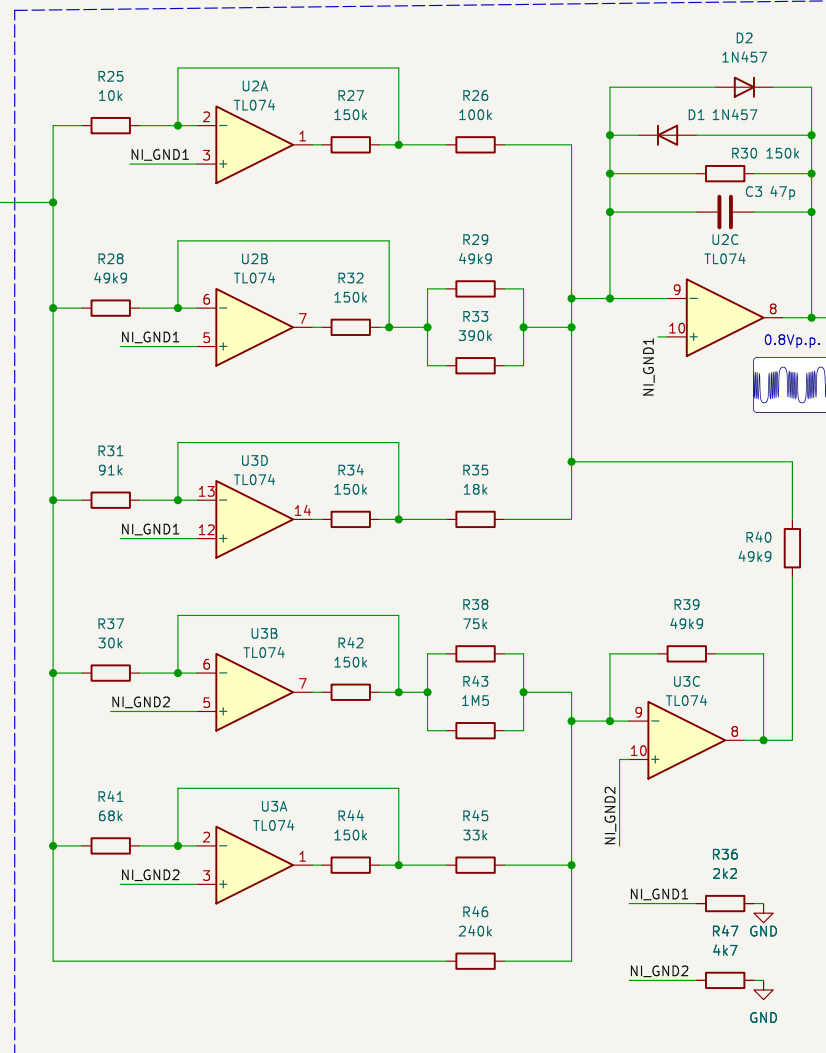 D2
1N457
R25
10k
U2A
TL074
R27
150k
R26
100k
2
−
1
NI_GND1
3
+
D1 1N457
R30 150k
C3 47p
U2C
TL074
R28
49k9
U2B
TL074
R32
150k
R29
49k9
6
−
7
NI_GND1
5
+
R33
390k
9
−
8
10
+
NI_GND1
0.8Vp.p.
R31
91k
U3D
TL074
R34
150k
R35
18k
13
−
14
NI_GND1
12
+
R40
49k9
R37
30k
U3B
TL074
R42
150k
R38
75k
R39
49k9
6
−
7
NI_GND2
5
+
R43
1M5
U3C
TL074
9
−
8
10
+
NI_GND2
R41
68k
U3A
TL074
R44
150k
R45
33k
2
−
1
NI_GND2
3
+
R46
240k
R36
2k2
NI_GND1
GND
R47
4k7
NI_GND2
GND